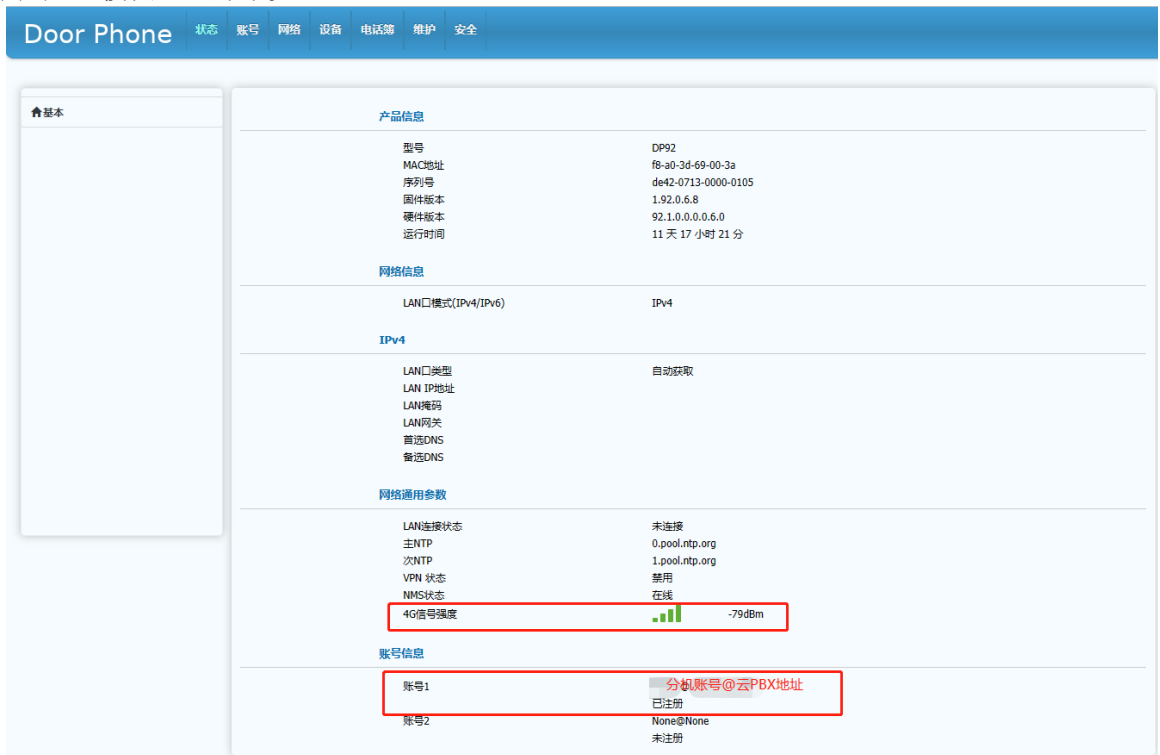 Door Phone 状态 账号 网络 设备 电话簿 维护 安全
基本
产品信息
型号 DP92
MAC地址 f8-a0-3d-69-00-3a
序列号 de42-0713-0000-0105
固件版本 1.92.0.6.8
硬件版本 92.1.0.0.0.6.0
运行时间 11 天 17 小时 21 分
网络信息
LAN口模式(IPv4/IPv6) IPv4
IPv4
LAN口类型 自动获取
LAN IP地址
LAN掩码
LAN网关
首选DNS
备选DNS
网络通用参数
LAN连接状态 未连接
主NTP 0.pool.ntp.org
次NTP 1.pool.ntp.org
VPN 状态 禁用
NMS状态 在线
4G信号强度 -79dBm
账号信息
账号1 分机账号@云PBX地址
已注册
账号2 None@None
未注册